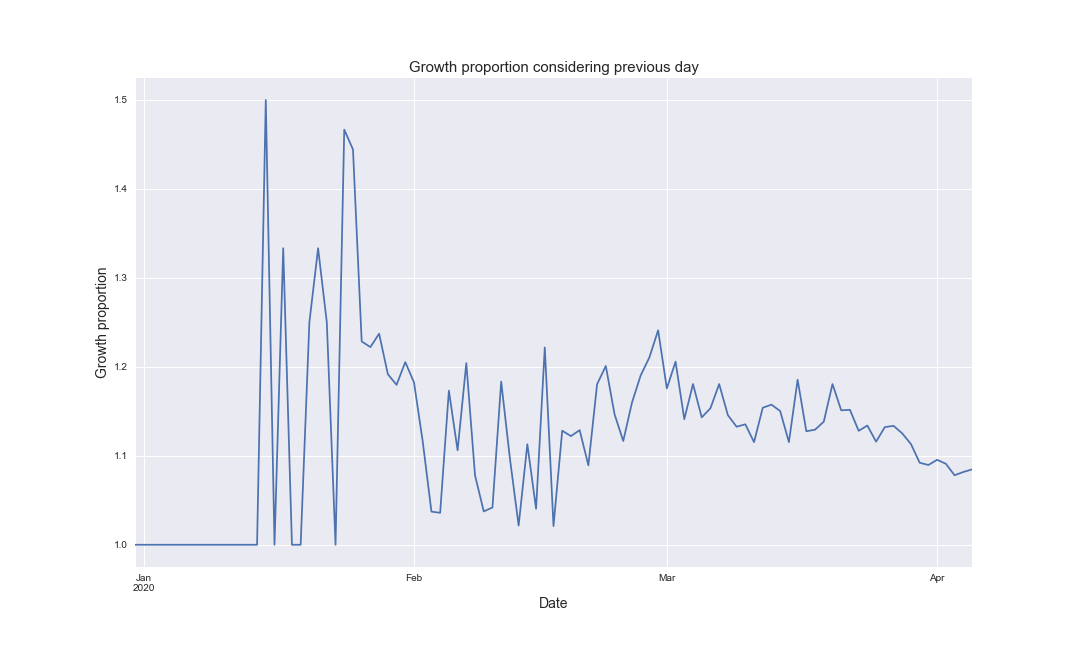 Growth proportion considering previous day
Growth proportion
1.5
1.4
1.3
1.2
1.1
1.0
Jan
2020
Feb
Mar
Apr
Date